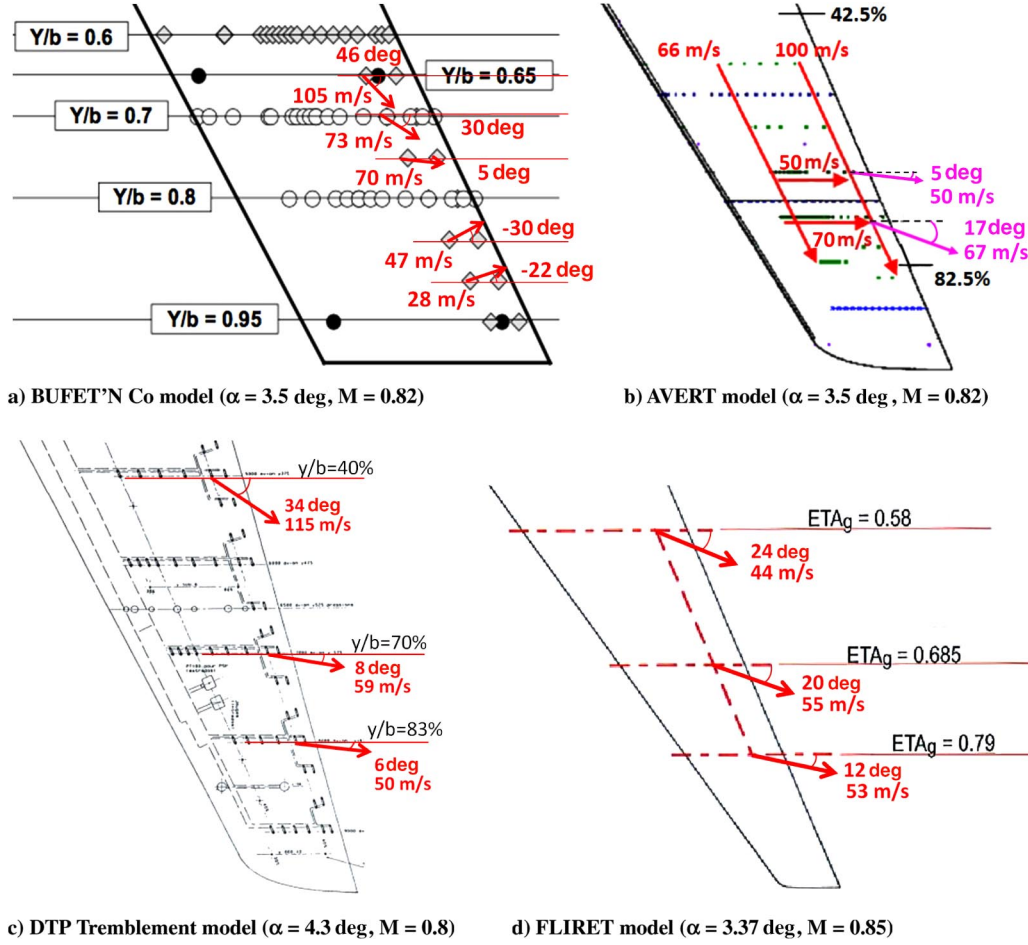 Y/b = 0.6
46 deg
Y/b = 0.65
105 m/s
Y/b = 0.7
30 deg
73 m/s
5 deg
70 m/s
Y/b = 0.8
-30 deg
47 m/s
-22 deg
28 m/s
Y/b = 0.95
a) BUFET'N Co model (α = 3.5 deg, M = 0.82)
42.5%
66 m/s
100 m/s
50 m/s
5 deg
50 m/s
17 deg
70 m/s
67 m/s
82.5%
b) AVERT model (α = 3.5 deg, M = 0.82)
y/b=40%
34 deg
115 m/s
y/b=70%
8 deg
59 m/s
y/b=83%
6 deg
50 m/s
c) DTP Tremblement model (α = 4.3 deg, M = 0.8)
ETAg = 0.58
24 deg
44 m/s
ETAg = 0.685
20 deg
55 m/s
ETAg = 0.79
12 deg
53 m/s
d) FLIRET model (α = 3.37 deg, M = 0.85)